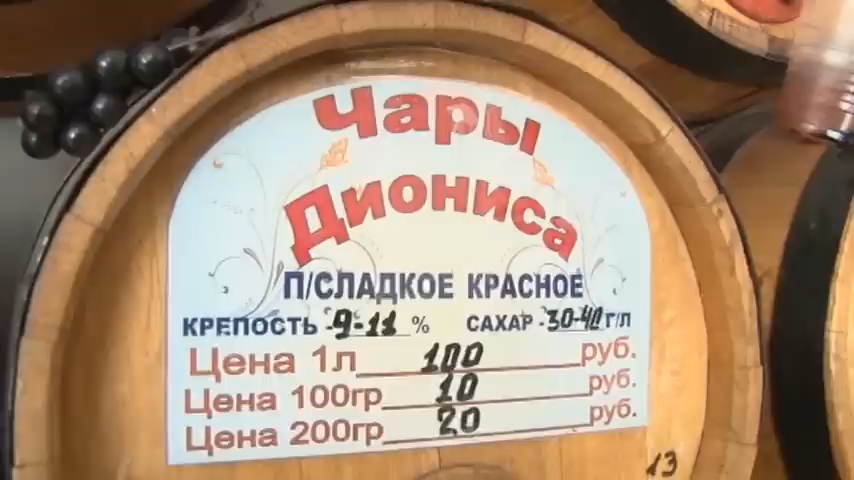 Чары
Диониса
П/СЛАДКОЕ КРАСНОЕ
КРЕПОСТЬ - 9-11 % САХАР - 30-40 Г/Л
Цена 1л 100 руб.
Цена 100гр 10 руб.
Цена 200гр 20 руб.
13